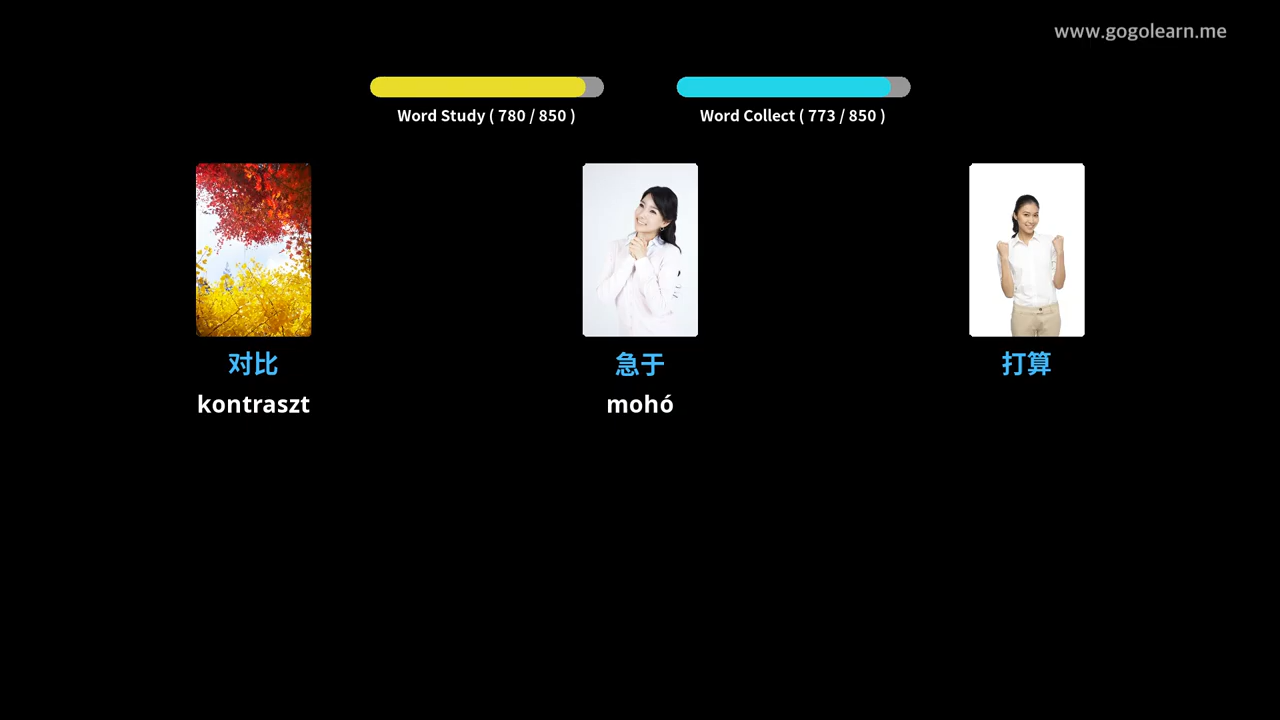 www.gogolearn.me
Word Study ( 780 / 850 )
Word Collect ( 773 / 850 )
对比
急于
打算
kontraszt
mohó